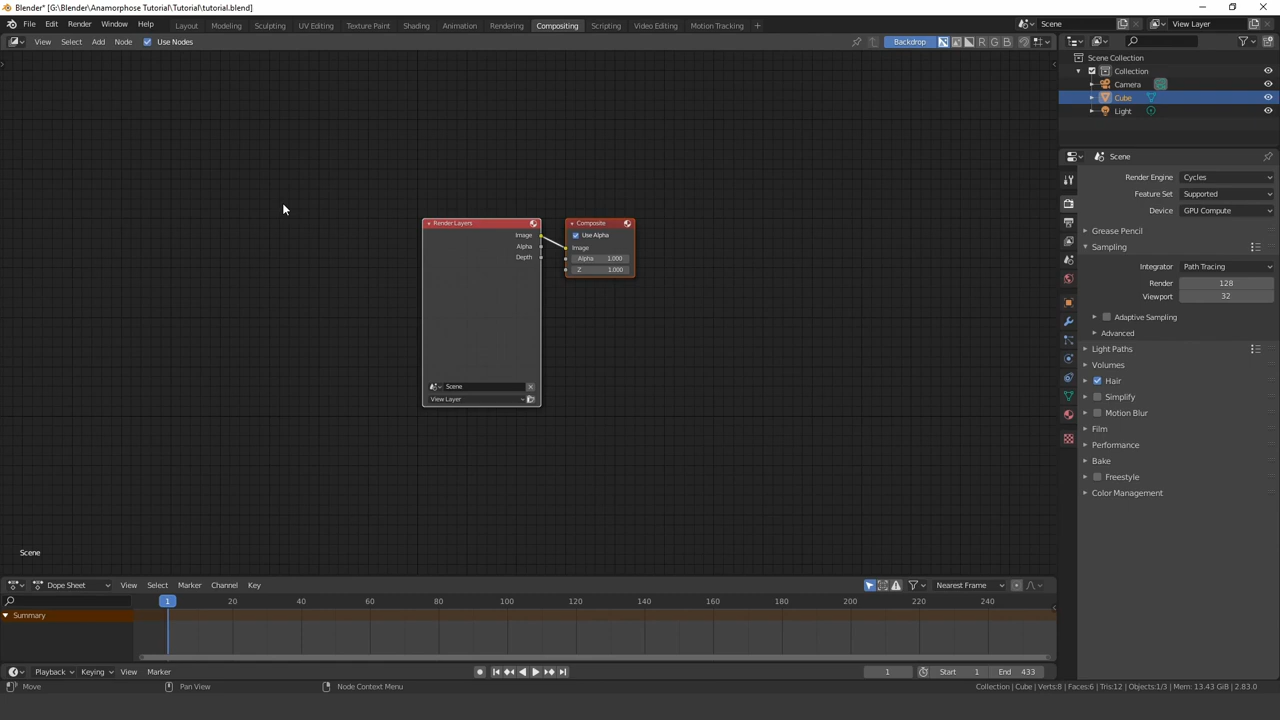 Blender* [G:\Blender\Anamorphose Tutorial\Tutorial\tutorial.blend]
File Edit Render Window Help Layout Modeling Sculpting UV Editing Texture Paint Shading Animation Rendering Compositing Scripting Video Editing Motion Tracking + Scene View Layer
View Select Add Node Use Nodes Backdrop R G B
Scene Collection
Collection
Camera
Cube
Light
Scene
Render Engine Cycles
Feature Set Supported
Device GPU Compute
Grease Pencil
Sampling
Integrator Path Tracing
Render 128
Viewport 32
Adaptive Sampling
Advanced
Light Paths
Volumes
Hair
Simplify
Motion Blur
Film
Performance
Bake
Freestyle
Color Management
Render Layers
Image
Alpha
Depth
Scene
View Layer
Composite
Use Alpha
Image
Alpha 1.000
Z 1.000
Scene
Dope Sheet View Select Marker Channel Key Nearest Frame
1 20 40 60 80 100 120 140 160 180 200 220 240
Summary
Playback Keying View Marker 1 Start 1 End 433
Move Pan View Node Context Menu Collection | Cube | Verts:8 | Faces:6 | Tris:12 | Objects:1/3 | Mem: 13.43 GiB | 2.83.0